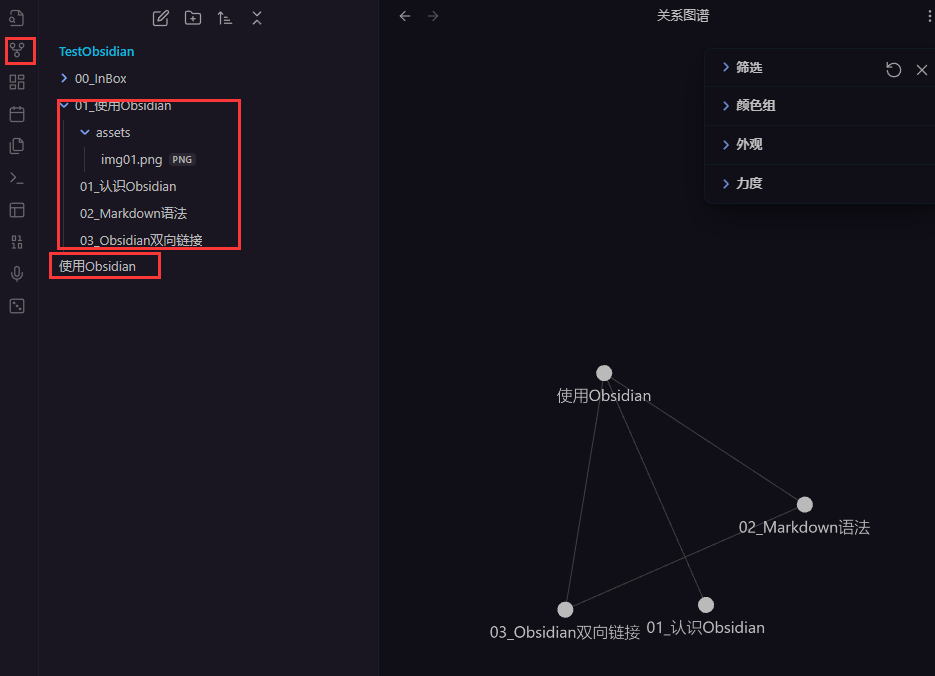 关系图谱
TestObsidian
00_InBox
01_使用Obsidian
assets
img01.png PNG
01_认识Obsidian
02_Markdown语法
03_Obsidian双向链接
使用Obsidian
筛选
颜色组
外观
力度
使用Obsidian
02_Markdown语法
03_Obsidian双向链接
01_认识Obsidian